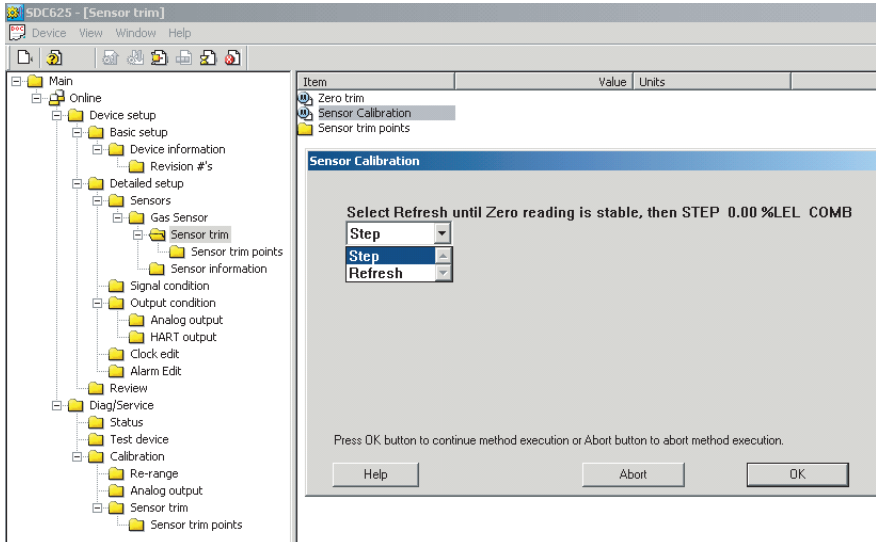 SDC625 - [Sensor trim]
Device View Window Help
Main
Online
Device setup
Basic setup
Device information
Revision #'s
Detailed setup
Sensors
Gas Sensor
Sensor trim
Sensor trim points
Sensor information
Signal condition
Output condition
Analog output
HART output
Clock edit
Alarm Edit
Review
Diag/Service
Status
Test device
Calibration
Re-range
Analog output
Sensor trim
Sensor trim points
Item Value Units
Zero trim
Sensor Calibration
Sensor trim points
Sensor Calibration
Select Refresh until Zero reading is stable, then STEP 0.00 %LEL COMB
Step
Step
Refresh
Press OK button to continue method execution or Abort button to abort method execution.
Help Abort OK